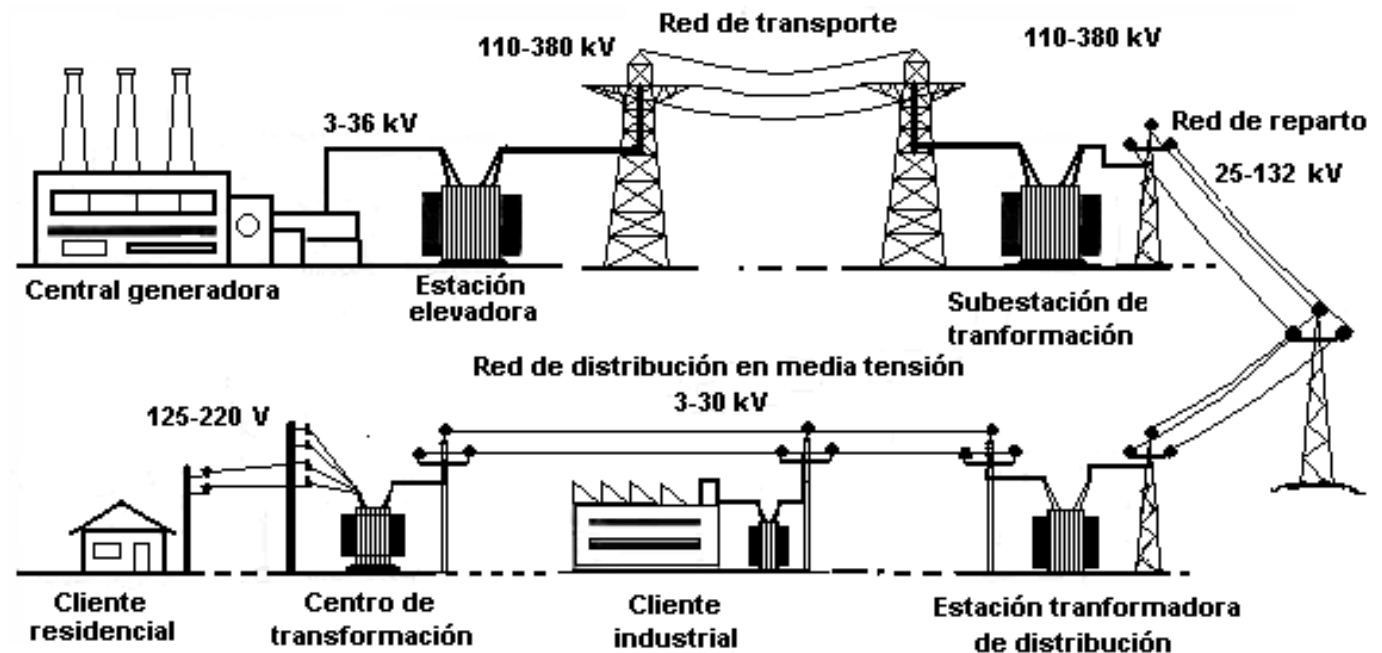 Red de transporte
110-380 kV
110-380 kV
3-36 kV
Red de reparto
25-132 kV
Central generadora
Estación
elevadora
Subestación de
tranformación
Red de distribución en media tensión
3-30 kV
125-220 V
Cliente
residencial
Centro de
transformación
Cliente
industrial
Estación tranformadora
de distribución